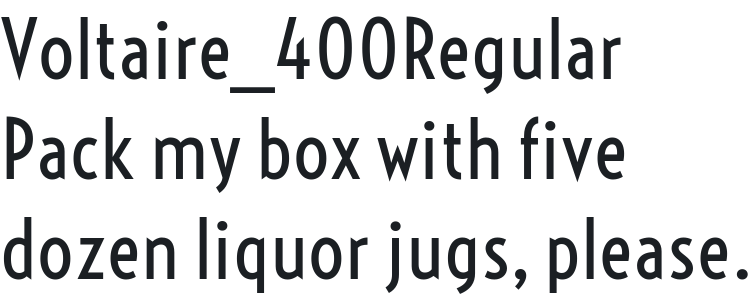 Voltaire_400Regular
Pack my box with five
dozen liquor jugs, please.